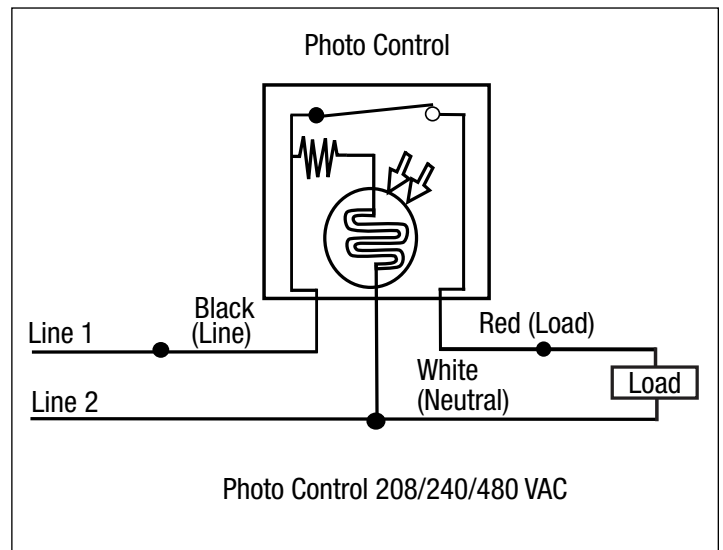 Photo Control
Black
(Line)
Line 1
Red (Load)
White
(Neutral)
Load
Line 2
Photo Control 208/240/480 VAC